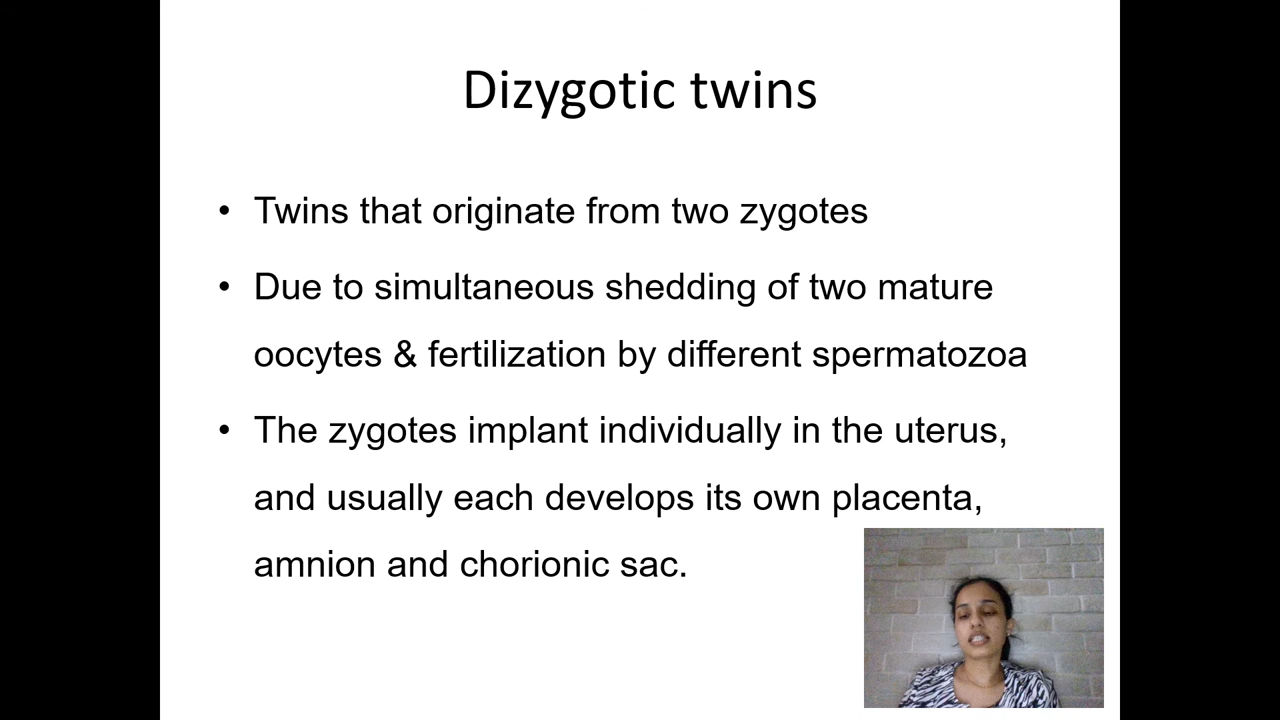 Dizygotic twins
• Twins that originate from two zygotes
• Due to simultaneous shedding of two mature
oocytes & fertilization by different spermatozoa
• The zygotes implant individually in the uterus,
and usually each develops its own placenta,
amnion and chorionic sac.